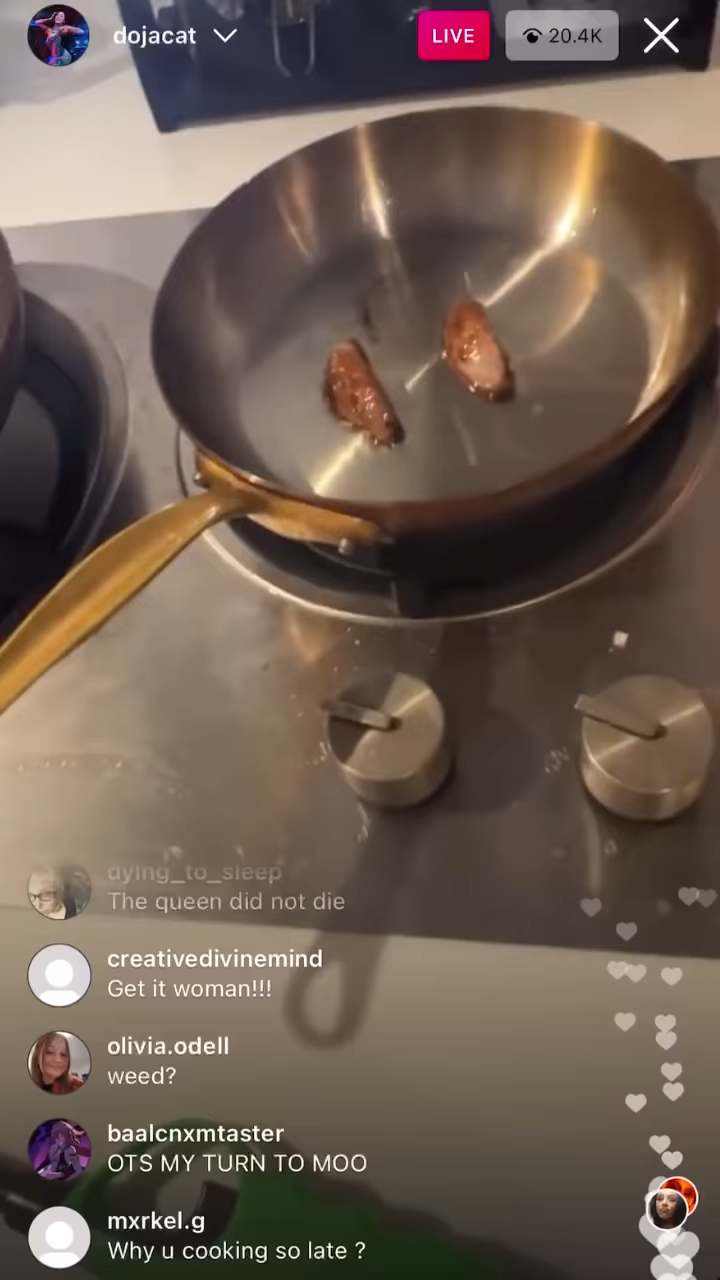 dojacat
LIVE
20.4K
dying_to_sleep
The queen did not die
creativedivinemind
Get it woman!!!
olivia.odell
weed?
baalcnxmtaster
OTS MY TURN TO MOO
mxrkel.g
Why u cooking so late ?